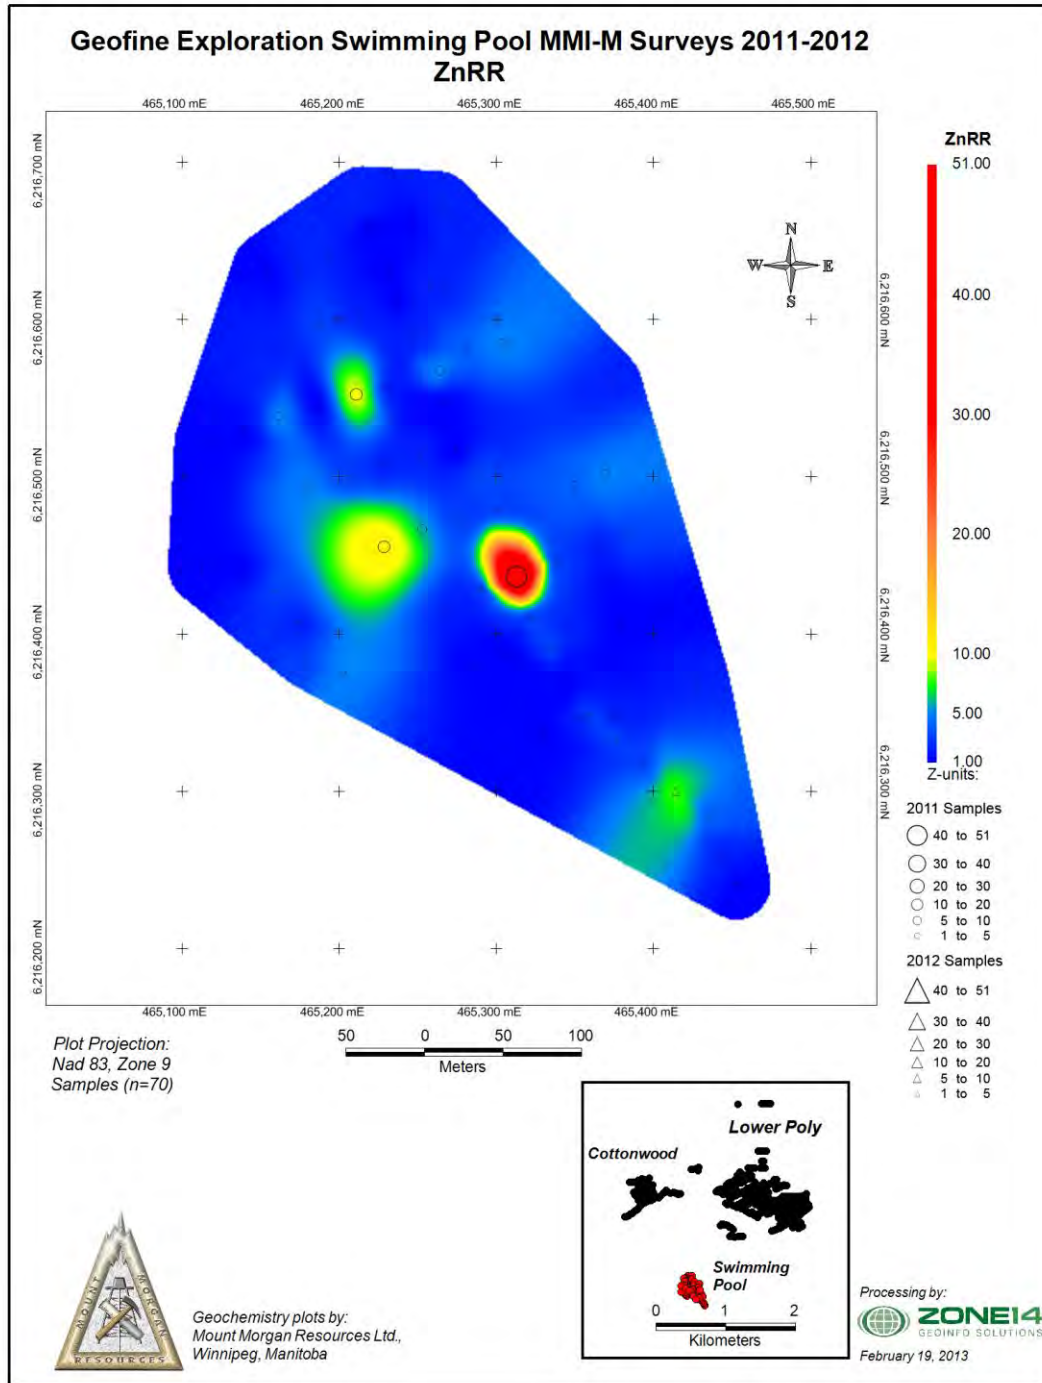 Geofine Exploration Swimming Pool MMI-M Surveys 2011-2012
ZnRR
465,100 mE
465,200 mE
465,300 mE
465,400 mE
465,500 mE
6,216,700 mN
6,216,600 mN
6,216,500 mN
6,216,400 mN
6,216,300 mN
6,216,200 mN
N
W E
S
6,216,600 mN
6,216,500 mN
6,216,400 mN
6,216,300 mN
465,100 mE
465,200 mE
465,300 mE
465,400 mE
ZnRR
51.00
40.00
30.00
20.00
10.00
5.00
1.00
Z-units:
2011 Samples
40 to 51
30 to 40
20 to 30
10 to 20
5 to 10
1 to 5
2012 Samples
40 to 51
30 to 40
20 to 30
10 to 20
5 to 10
1 to 5
Plot Projection:
Nad 83, Zone 9
Samples (n=70)
50 0 50 100
Meters
Lower Poly
Cottonwood
Swimming
Pool
0 1 2
Kilometers
MOUNT MORGAN
RESOURCES
Geochemistry plots by:
Mount Morgan Resources Ltd.,
Winnipeg, Manitoba
Processing by:
ZONE14
GEOINFO SOLUTIONS
February 19, 2013